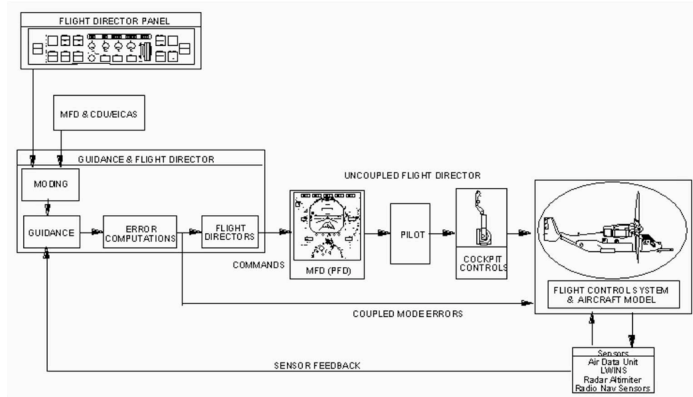 FLIGHT DIRECTOR PANEL
MFD & CDU/EICAS
GUIDANCE & FLIGHT DIRECTOR
MODING
GUIDANCE
ERROR
COMPUTATIONS
FLIGHT
DIRECTORS
COMMANDS
UNCOUPLED FLIGHT DIRECTOR
MFD (PFD)
PILOT
COCKPIT
CONTROLS
FLIGHT CONTROL SYSTEM
& AIRCRAFT MODEL
COUPLED MODE ERRORS
SENSOR FEEDBACK
Sensors
Air Data Unit
LWINS
Radar Altimiter
Radio Nav Sensors